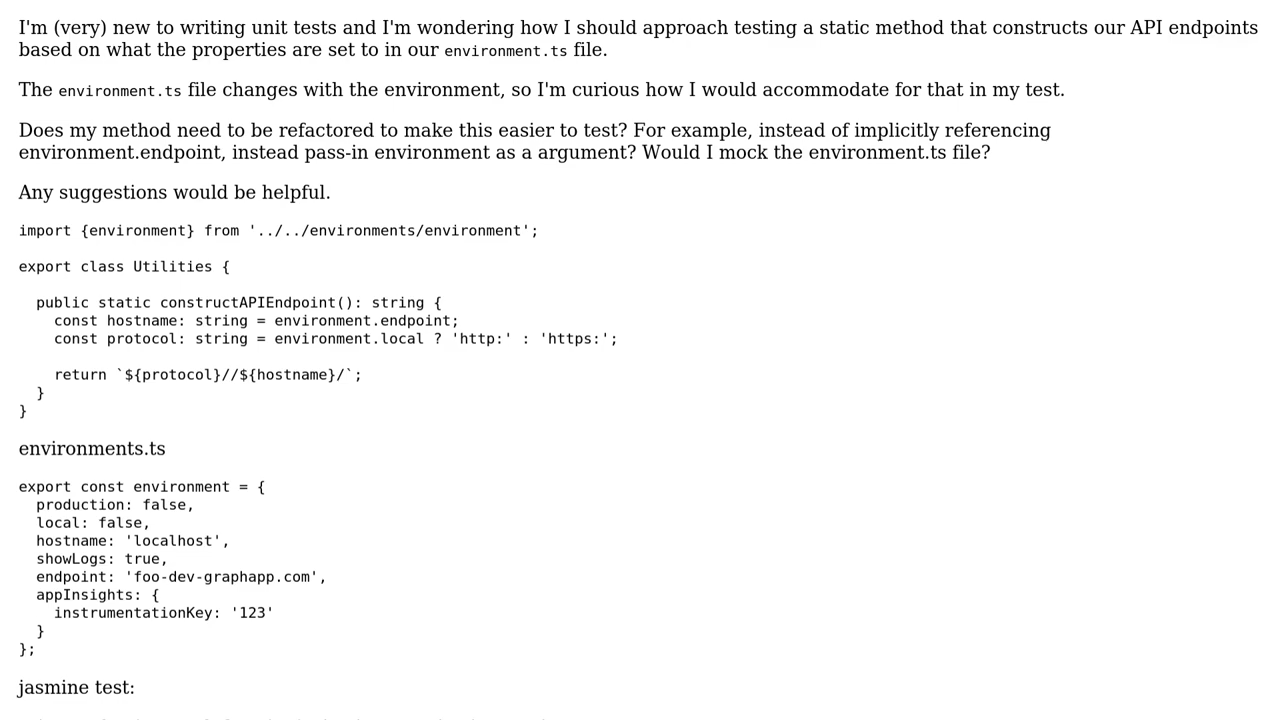 I'm (very) new to writing unit tests and I'm wondering how I should approach testing a static method that constructs our API endpoints
based on what the properties are set to in our environment.ts file.
The environment.ts file changes with the environment, so I'm curious how I would accommodate for that in my test.
Does my method need to be refactored to make this easier to test? For example, instead of implicitly referencing
environment.endpoint, instead pass-in environment as a argument? Would I mock the environment.ts file?
Any suggestions would be helpful.
import {environment} from '../../environments/environment';
export class Utilities {
  public static constructAPIEndpoint(): string {
    const hostname: string = environment.endpoint;
    const protocol: string = environment.local ? 'http:' : 'https:';
    return `${protocol}//${hostname}/`;
  }
}
environments.ts
export const environment = {
  production: false,
  local: false,
  hostname: 'localhost',
  showLogs: true,
  endpoint: 'foo-dev-graphapp.com',
  appInsights: {
    instrumentationKey: '123'
  }
};
jasmine test: